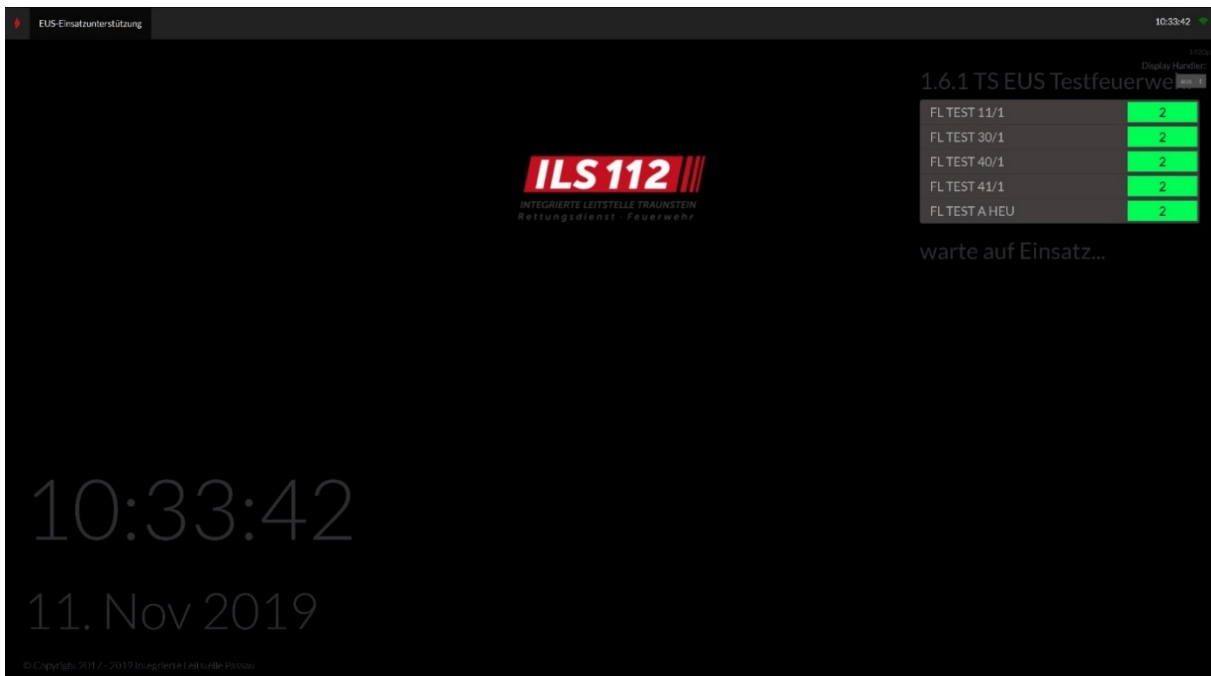 EUS-Einsatzunterstützung
10:33:42
Display Handler:
1.6.1 TS EUS Testfeuerwe
aus
FL TEST 11/1 2
FL TEST 30/1 2
FL TEST 40/1 2
FL TEST 41/1 2
FL TEST A HEU 2
warte auf Einsatz...
ILS 112
INTEGRIERTE LEITSTELLE TRAUNSTEIN
Rettungsdienst - Feuerwehr
10:33:42
11. Nov 2019
© Copyright 2017 - 2019 Integrierte Leitstelle Passau